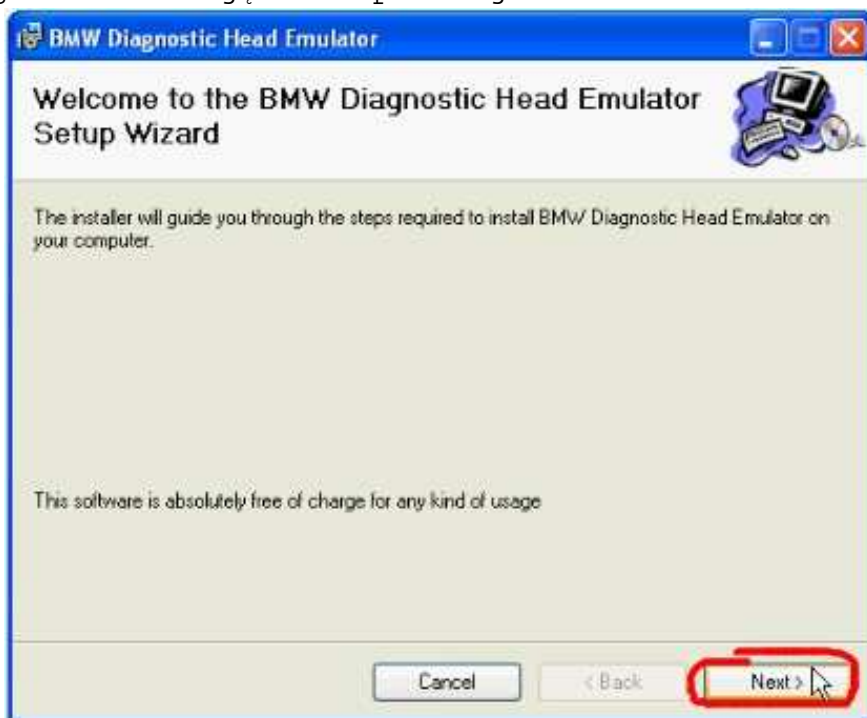 BMW Diagnostic Head Emulator
Welcome to the BMW Diagnostic Head Emulator
Setup Wizard
The installer will guide you through the steps required to install BMW Diagnostic Head Emulator on
your computer.
This software is absolutely free of charge for any kind of usage
Cancel
< Back
Next >